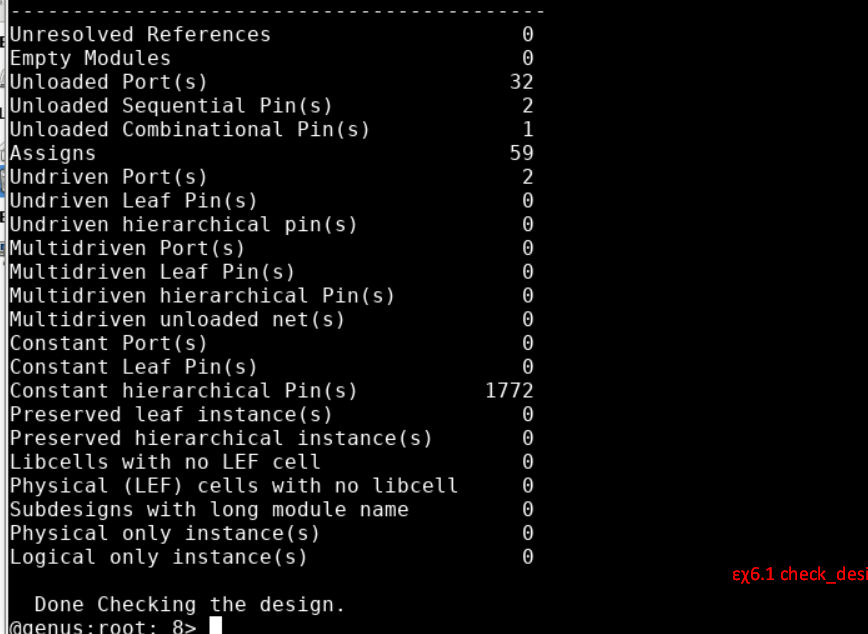 -------------------------------------------
Unresolved References 0
Empty Modules 0
Unloaded Port(s) 32
Unloaded Sequential Pin(s) 2
Unloaded Combinational Pin(s) 1
Assigns 59
Undriven Port(s) 2
Undriven Leaf Pin(s) 0
Undriven hierarchical pin(s) 0
Multidriven Port(s) 0
Multidriven Leaf Pin(s) 0
Multidriven hierarchical Pin(s) 0
Multidriven unloaded net(s) 0
Constant Port(s) 0
Constant Leaf Pin(s) 0
Constant hierarchical Pin(s) 1772
Preserved leaf instance(s) 0
Preserved hierarchical instance(s) 0
Libcells with no LEF cell 0
Physical (LEF) cells with no libcell 0
Subdesigns with long module name 0
Physical only instance(s) 0
Logical only instance(s) 0
εχ6.1 check_desi
Done Checking the design.
@genus:root: 8>